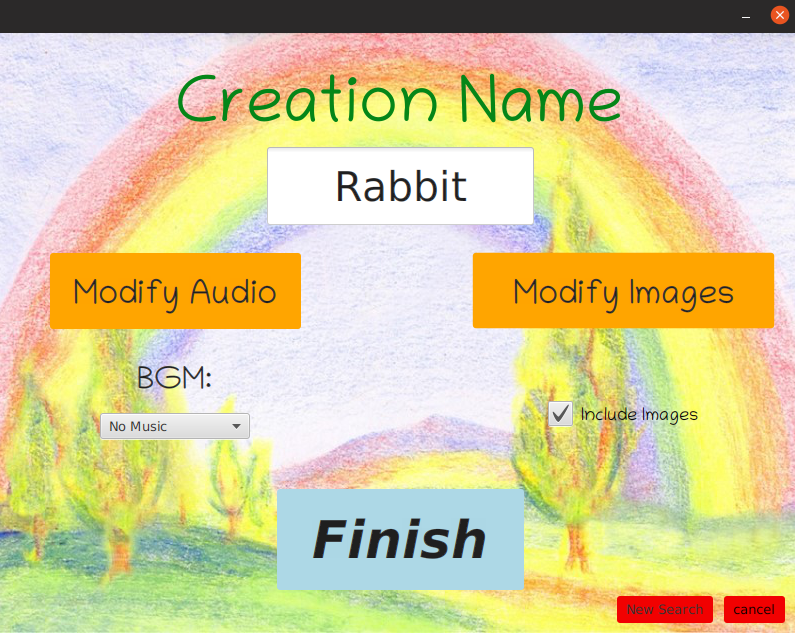 Creation Name
Rabbit
Modify Audio
Modify Images
BGM:
No Music
Include Images
Finish
New Search
cancel